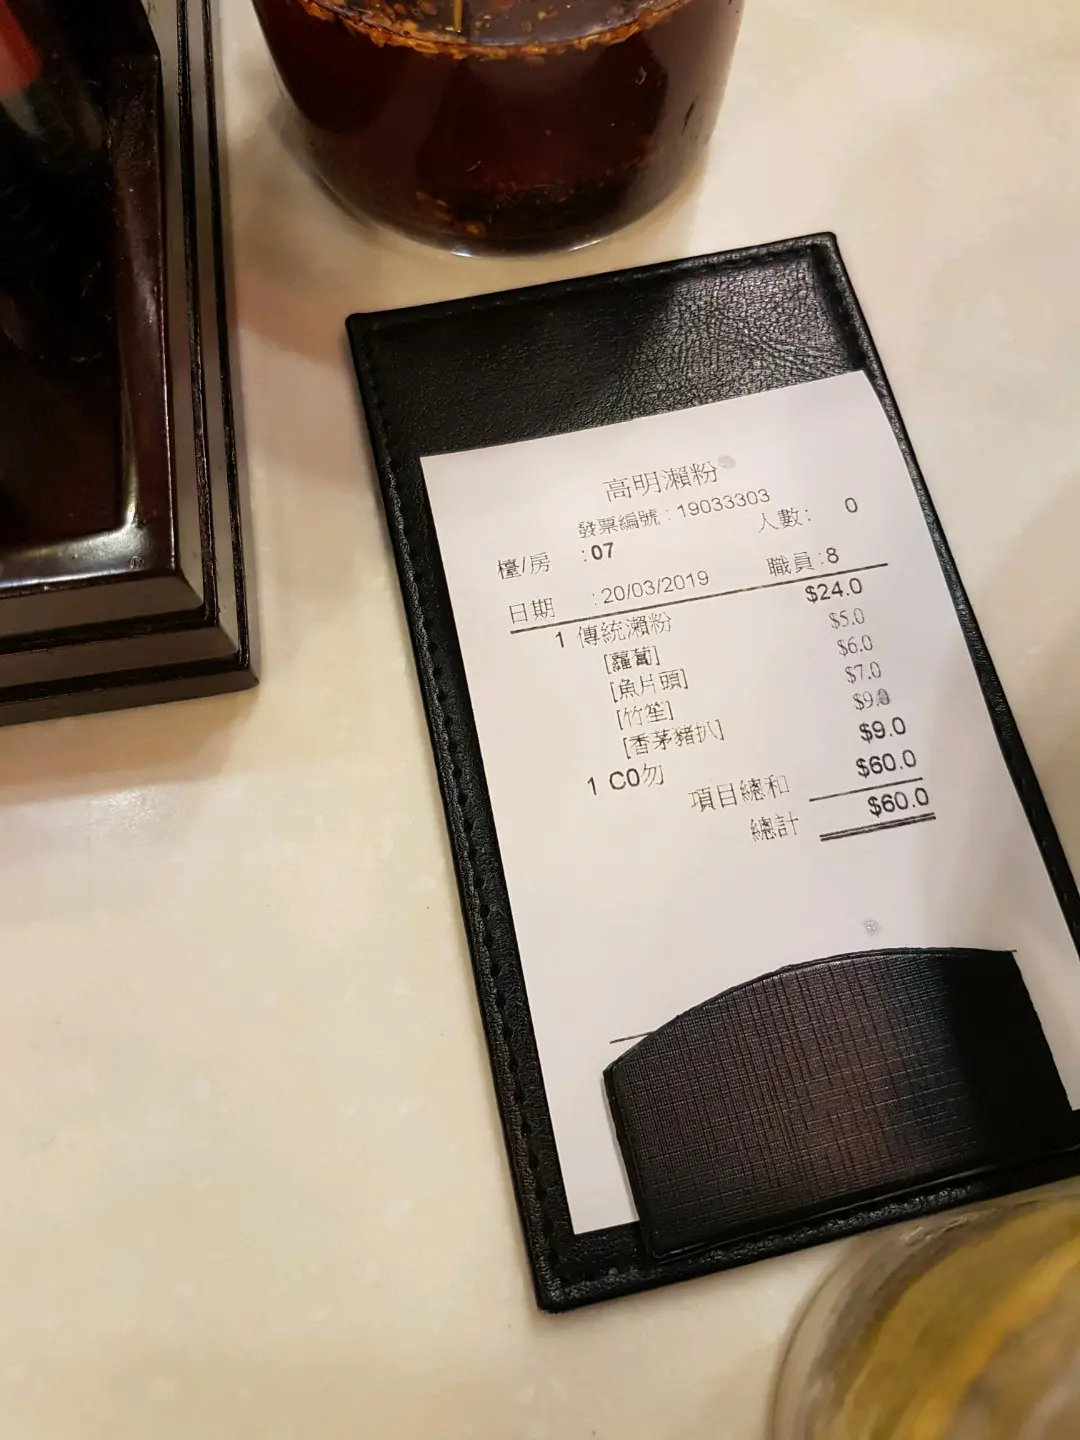 高明瀨粉
發票編號：19033303
檯/房 :07 人數： 0
日期 :20/03/2019 職員:8
1 傳統瀨粉 $24.0
[蘿蔔] $5.0
[魚片頭] $6.0
[竹笙] $7.0
[香茅豬扒] $9.0
1 C0勿 $9.0
項目總和 $60.0
總計 $60.0